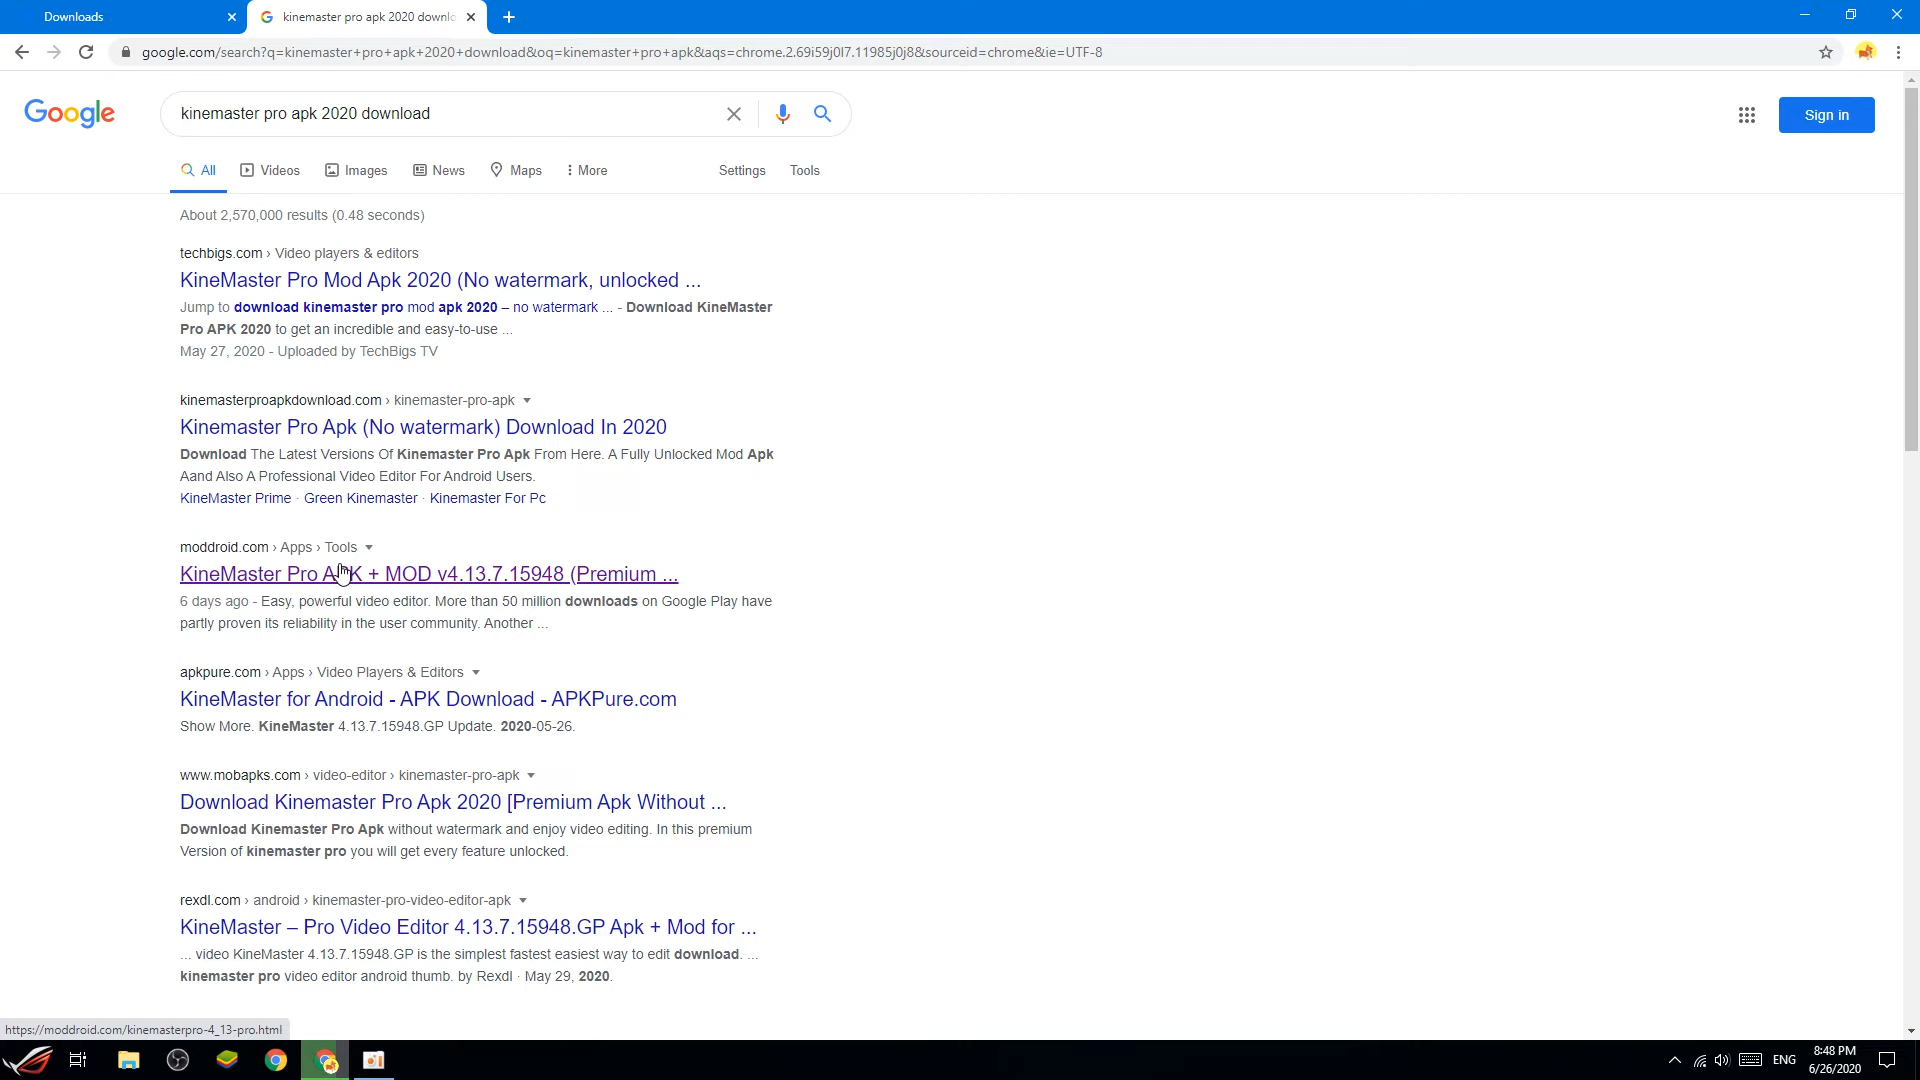 Downloads
kinemaster pro apk 2020 downlo
google.com/search?q=kinemaster+pro+apk+2020+download&oq=kinemaster+pro+apk&aqs=chrome.2.69i59j0l7.11985j0j8&sourceid=chrome&ie=UTF-8
Google
kinemaster pro apk 2020 download
Sign in
All
Videos
Images
News
Maps
More
Settings
Tools
About 2,570,000 results (0.48 seconds)
techbigs.com › Video players & editors
KineMaster Pro Mod Apk 2020 (No watermark, unlocked ...
Jump to download kinemaster pro mod apk 2020 – no watermark ... - Download KineMaster
Pro APK 2020 to get an incredible and easy-to-use ...
May 27, 2020 - Uploaded by TechBigs TV
kinemasterproapkdownload.com › kinemaster-pro-apk
Kinemaster Pro Apk (No watermark) Download In 2020
Download The Latest Versions Of Kinemaster Pro Apk From Here. A Fully Unlocked Mod Apk
Aand Also A Professional Video Editor For Android Users.
KineMaster Prime · Green Kinemaster · Kinemaster For Pc
moddroid.com › Apps › Tools
KineMaster Pro APK + MOD v4.13.7.15948 (Premium ...
6 days ago - Easy, powerful video editor. More than 50 million downloads on Google Play have
partly proven its reliability in the user community. Another ...
apkpure.com › Apps › Video Players & Editors
KineMaster for Android - APK Download - APKPure.com
Show More. KineMaster 4.13.7.15948.GP Update. 2020-05-26.
www.mobapks.com › video-editor › kinemaster-pro-apk
Download Kinemaster Pro Apk 2020 [Premium Apk Without ...
Download Kinemaster Pro Apk without watermark and enjoy video editing. In this premium
Version of kinemaster pro you will get every feature unlocked.
rexdl.com › android › kinemaster-pro-video-editor-apk
KineMaster – Pro Video Editor 4.13.7.15948.GP Apk + Mod for ...
... video KineMaster 4.13.7.15948.GP is the simplest fastest easiest way to edit download. ...
kinemaster pro video editor android thumb. by Rexdl · May 29, 2020.
https://moddroid.com/kinemasterpro-4_13-pro.html
ENG
8:48 PM
6/26/2020